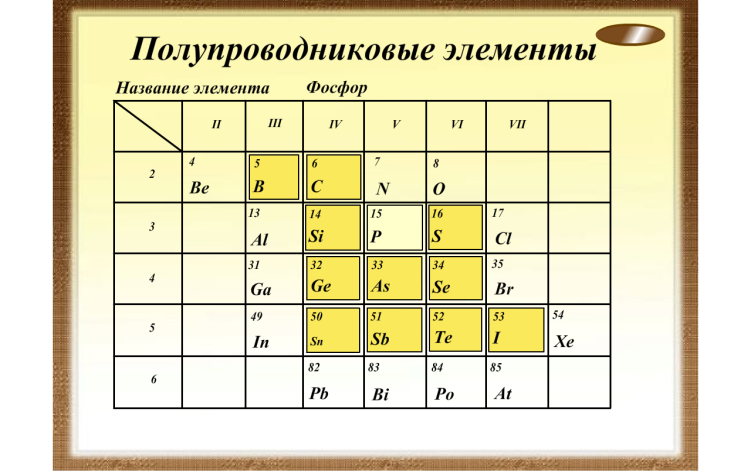 Полупроводниковые элементы
Название элемента Фосфор
II III IV V VI VII
2 4 Be 5 B 6 C 7 N 8 O
3 13 Al 14 Si 15 P 16 S 17 Cl
4 31 Ga 32 Ge 33 As 34 Se 35 Br
5 49 In 50 Sn 51 Sb 52 Te 53 I 54 Xe
6 82 Pb 83 Bi 84 Po 85 At